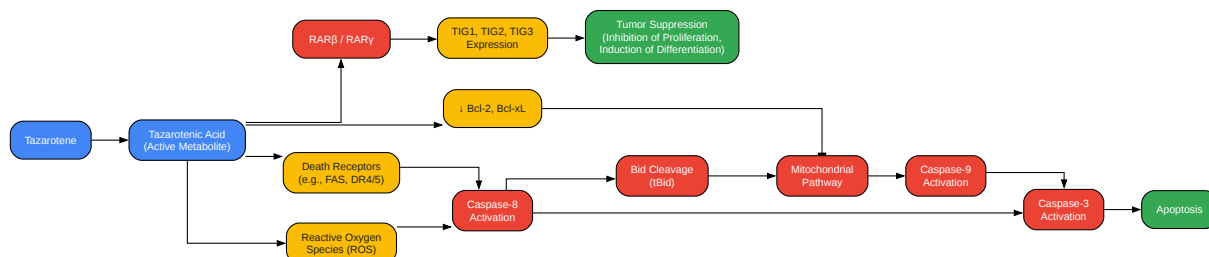 Tumor Suppression
(Inhibition of Proliferation,
Induction of Differentiation)
TIG1, TIG2, TIG3
Expression
RARβ / RARγ
↓ Bcl-2, Bcl-xL
Tazarotene
Tazarotenic Acid
(Active Metabolite)
Death Receptors
(e.g., FAS, DR4/5)
Bid Cleavage
(tBid)
Mitochondrial
Pathway
Caspase-9
Activation
Caspase-8
Activation
Caspase-3
Activation
Apoptosis
Reactive Oxygen
Species (ROS)